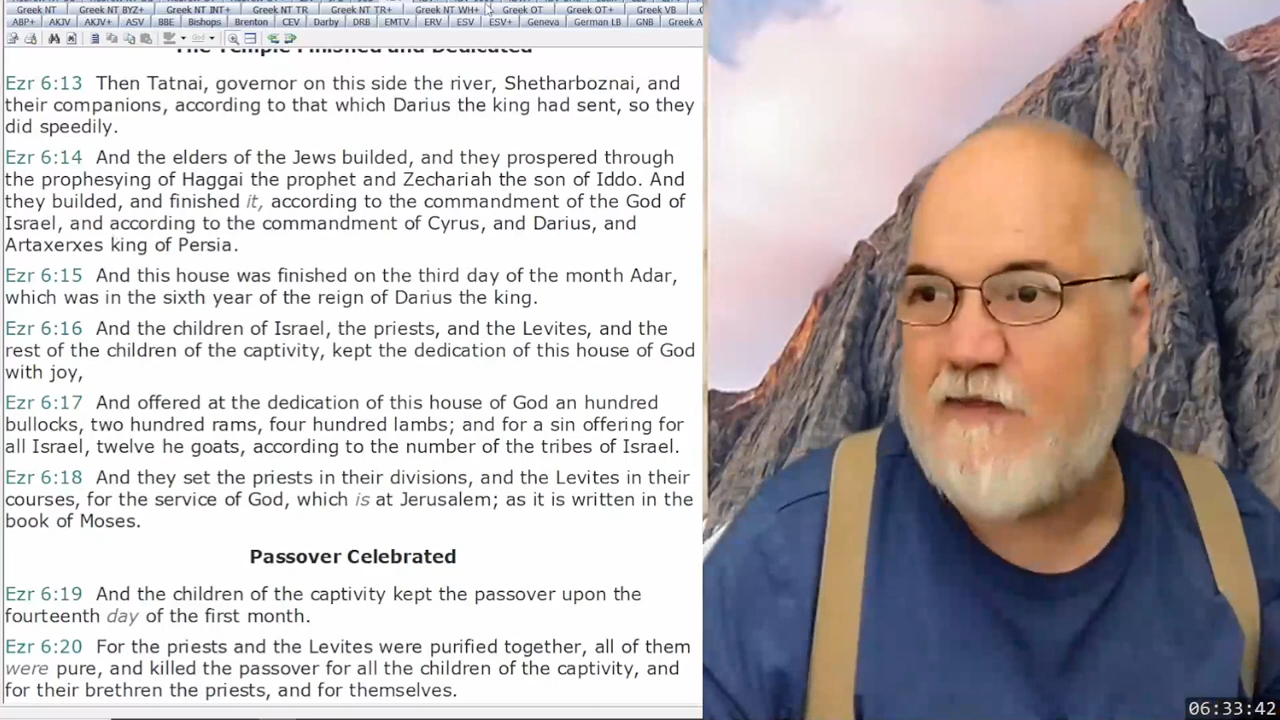 Greek NT Greek NT BYZ+ Greek NT INT+ Greek NT TR Greek NT TR+ Greek NT WH+ Greek OT Greek OT+ Greek VB
ABP+ AKJV AKJV+ ASV BBE Bishops Brenton CEV Darby DRB EMTV ERV ESV ESV+ Geneva German LB GNB
The Temple Finished and Dedicated
Ezr 6:13 Then Tatnai, governor on this side the river, Shetharboznai, and
their companions, according to that which Darius the king had sent, so they
did speedily.
Ezr 6:14 And the elders of the Jews builded, and they prospered through
the prophesying of Haggai the prophet and Zechariah the son of Iddo. And
they builded, and finished it, according to the commandment of the God of
Israel, and according to the commandment of Cyrus, and Darius, and
Artaxerxes king of Persia.
Ezr 6:15 And this house was finished on the third day of the month Adar,
which was in the sixth year of the reign of Darius the king.
Ezr 6:16 And the children of Israel, the priests, and the Levites, and the
rest of the children of the captivity, kept the dedication of this house of God
with joy,
Ezr 6:17 And offered at the dedication of this house of God an hundred
bullocks, two hundred rams, four hundred lambs; and for a sin offering for
all Israel, twelve he goats, according to the number of the tribes of Israel.
Ezr 6:18 And they set the priests in their divisions, and the Levites in their
courses, for the service of God, which is at Jerusalem; as it is written in the
book of Moses.
Passover Celebrated
Ezr 6:19 And the children of the captivity kept the passover upon the
fourteenth day of the first month.
Ezr 6:20 For the priests and the Levites were purified together, all of them
were pure, and killed the passover for all the children of the captivity, and
for their brethren the priests, and for themselves.
06:33:42